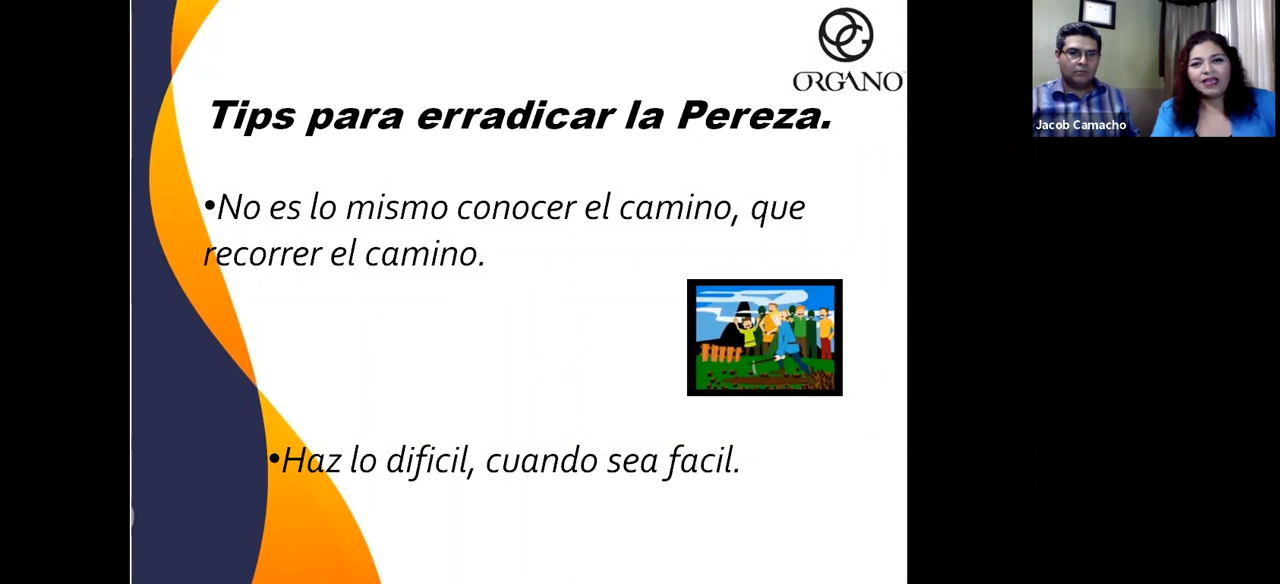 ORGANO
Jacob Camacho
Tips para erradicar la Pereza.
•No es lo mismo conocer el camino, que
recorrer el camino.
•Haz lo dificil, cuando sea facil.